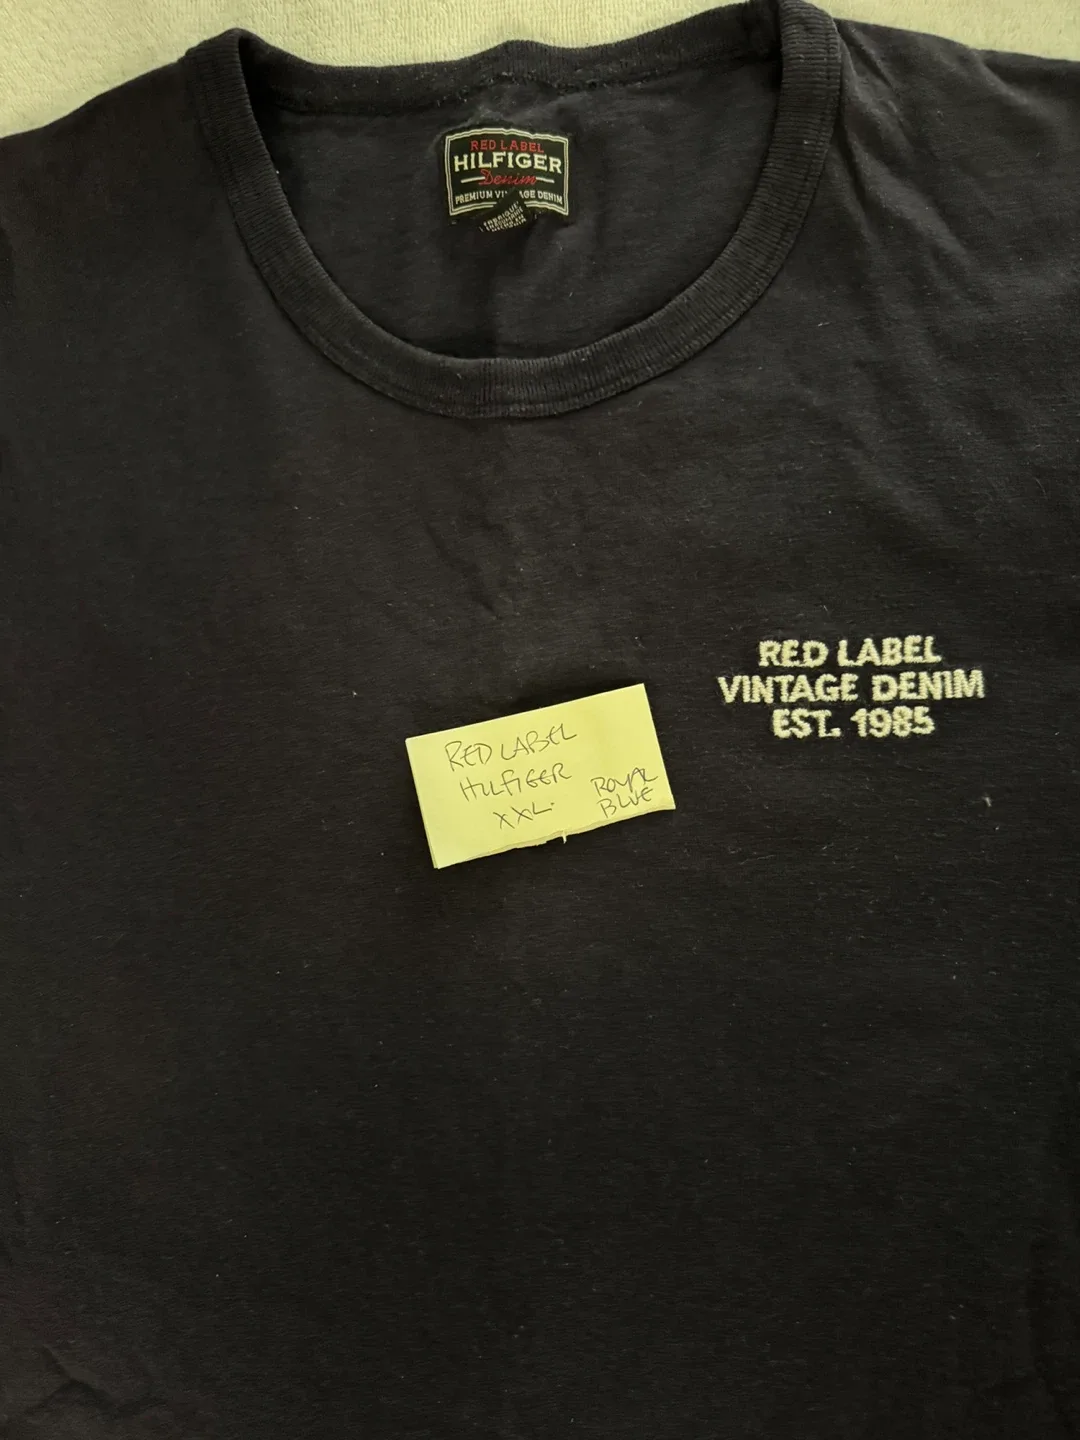 RED LABEL
HILFIGER
Denim
PREMIUM VINTAGE DENIM
RED LABEL
VINTAGE DENIM
EST. 1985
RED LABEL
HILFIGER
XXL.
ROYAL
BLUE